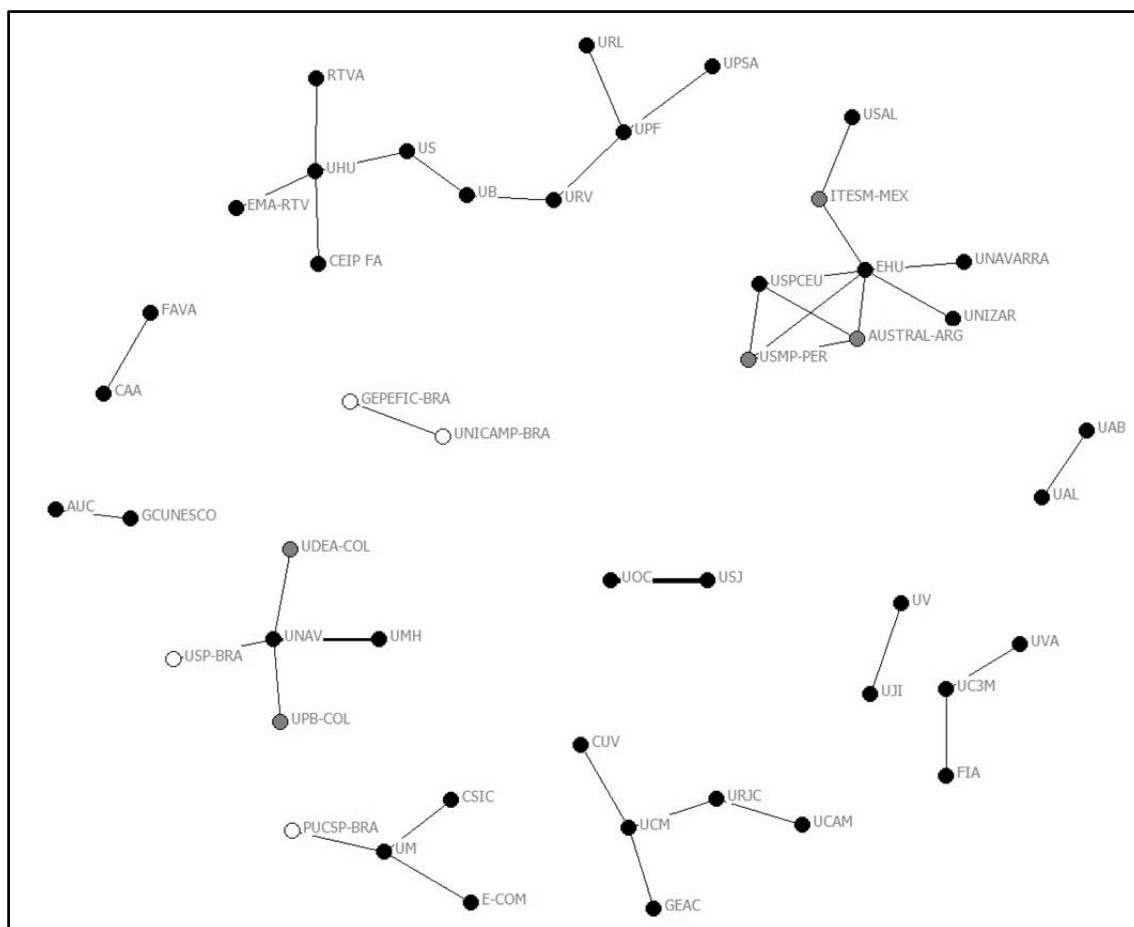 URL
UPSA
RTVA
USAL
UPF
US
UHU
UB
URV
ITESM-MEX
EMA-RTV
CEIP FA
EHU
UNAVARRA
USPCEU
UNIZAR
FAVA
AUSTRAL-ARG
USMP-PER
CAA
GEPEFIC-BRA
UNICAMP-BRA
UAB
UAL
AUC
GCUNESCO
UDEA-COL
UOC
USJ
UV
UNAV
UMH
USP-BRA
UVA
UC3M
UJI
UPB-COL
CUV
FIA
CSIC
URJC
PUCSP-BRA
UCM
UCAM
UM
E-COM
GEAC